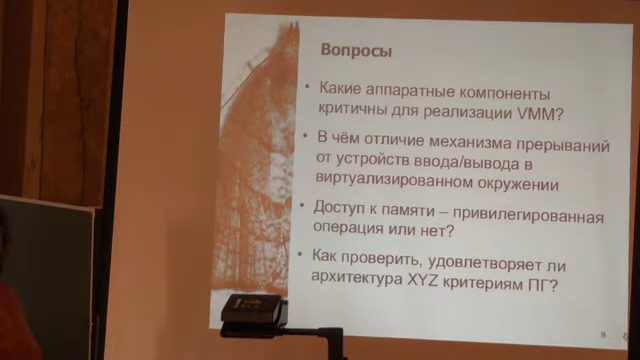 Вопросы
• Какие аппаратные компоненты
критичны для реализации VMM?
• В чём отличие механизма прерываний
от устройств ввода/вывода в
виртуализированном окружении
• Доступ к памяти – привилегированная
операция или нет?
• Как проверить, удовлетворяет ли
архитектура XYZ критериям ПГ?
8